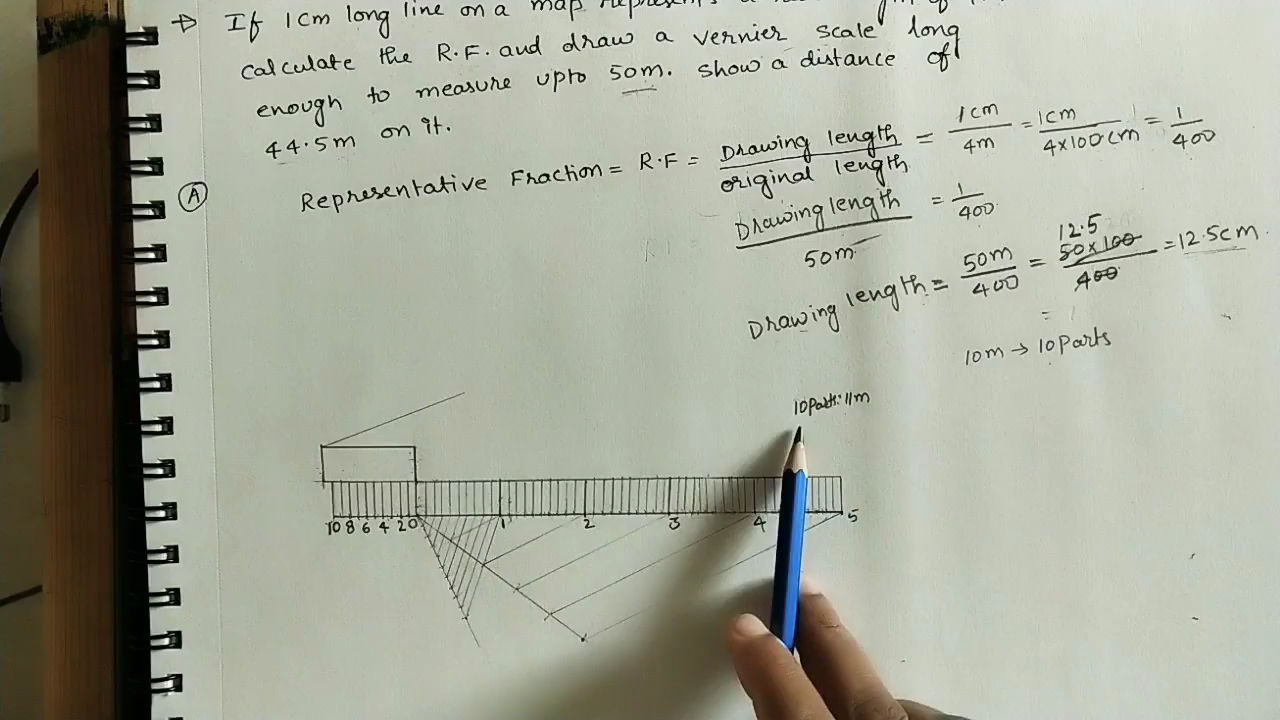 → If 1cm long line on a map represents a
calculate the R.F. and draw a vernier scale long
enough to measure upto 50m. show a distance of
44.5m on it.
A Representative Fraction = R.F = Drawing length / original length = 1cm / 4m = 1cm / 4x100cm = 1 / 400
Drawing length / 50m = 1 / 400
Drawing length = 50m / 400 = 12.5 50x100 / 400 = 12.5cm
=
10m → 10Parts
10Parts: 11m
10 8 6 4 2 0 1 2 3 4 5